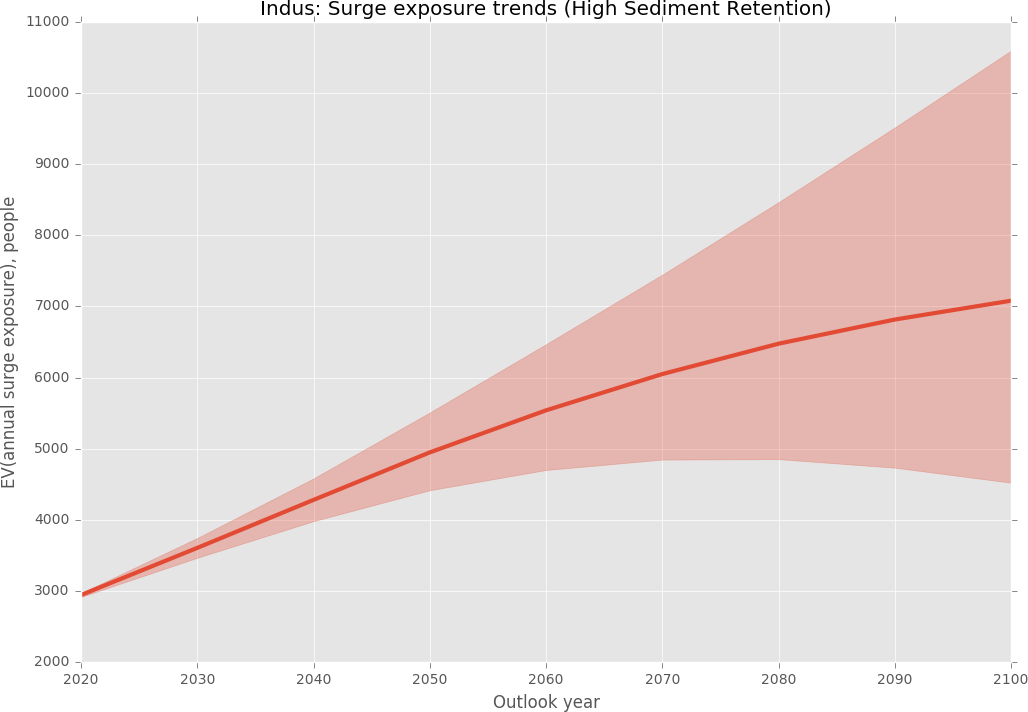 Indus: Surge exposure trends (High Sediment Retention)
11000
10000
9000
8000
7000
6000
5000
4000
3000
2000
EV(annual surge exposure), people
2020 2030 2040 2050 2060 2070 2080 2090 2100
Outlook year